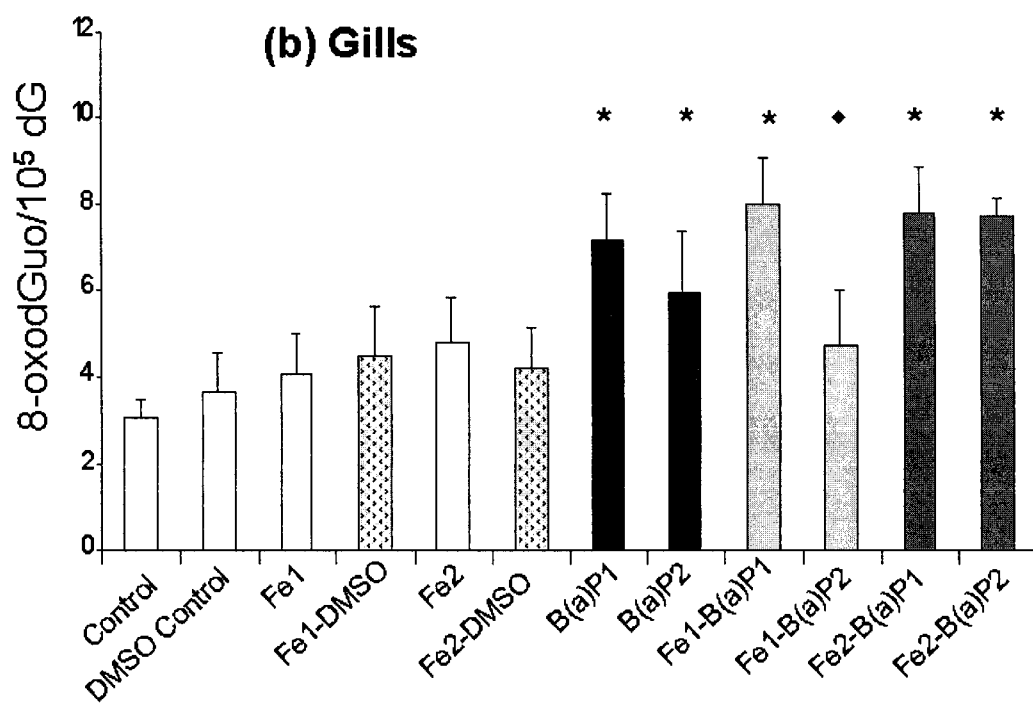 (b) Gills
8-oxodGuo/10⁵ dG
12
10
8
6
4
2
0
* * * ◆ * *
Control
DMSO Control
Fe1
Fe1-DMSO
Fe2
Fe2-DMSO
B(a)P1
B(a)P2
Fe1-B(a)P1
Fe1-B(a)P2
Fe2-B(a)P1
Fe2-B(a)P2